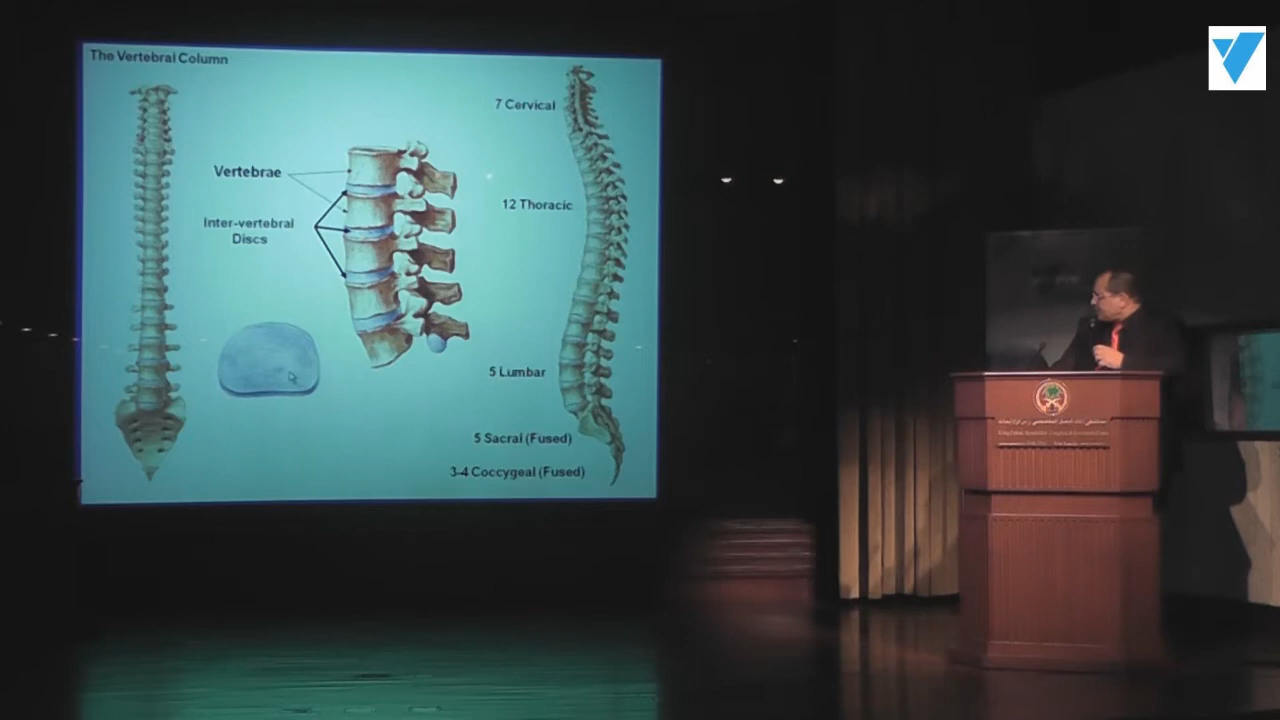 The Vertebral Column
7 Cervical
Vertebrae
12 Thoracic
Inter-vertebral
Discs
5 Lumbar
5 Sacral (Fused)
3-4 Coccygeal (Fused)